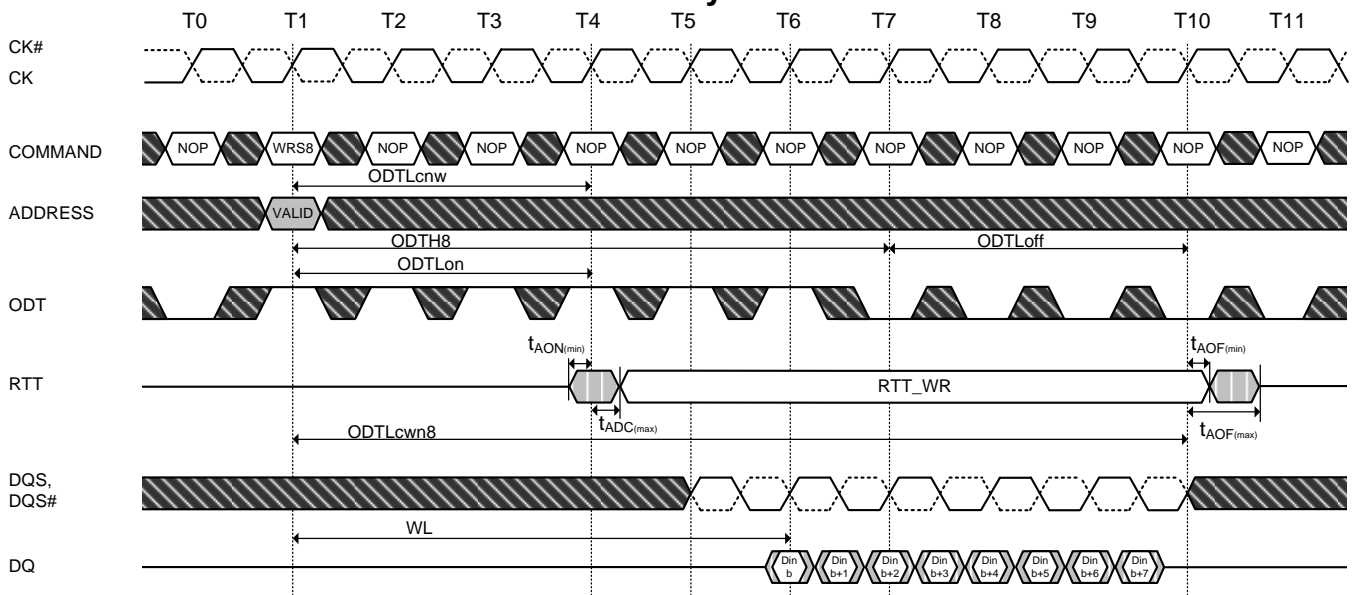 T0 T1 T2 T3 T4 T5 T6 T7 T8 T9 T10 T11
CK#
CK
COMMAND NOP WRS8 NOP NOP NOP NOP NOP NOP NOP NOP NOP NOP
ODTLcnw
ADDRESS VALID
ODTH8 ODTLoff
ODTLon
ODT
tAON(min) tAOF(min)
RTT RTT_WR
tADC(max) tAOF(max)
ODTLcwn8
DQS,
DQS#
WL
DQ Din b Din b+1 Din b+2 Din b+3 Din b+4 Din b+5 Din b+6 Din b+7